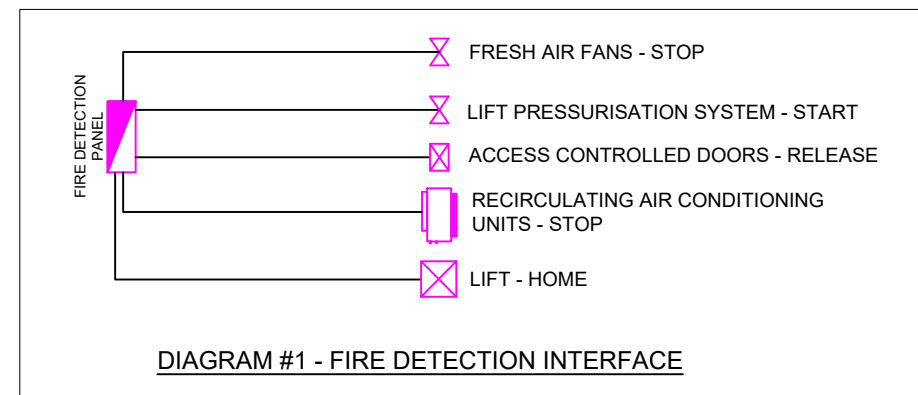 FIRE DETECTION
PANEL
FRESH AIR FANS - STOP
LIFT PRESSURISATION SYSTEM - START
ACCESS CONTROLLED DOORS - RELEASE
RECIRCULATING AIR CONDITIONING
UNITS - STOP
LIFT - HOME
DIAGRAM #1 - FIRE DETECTION INTERFACE